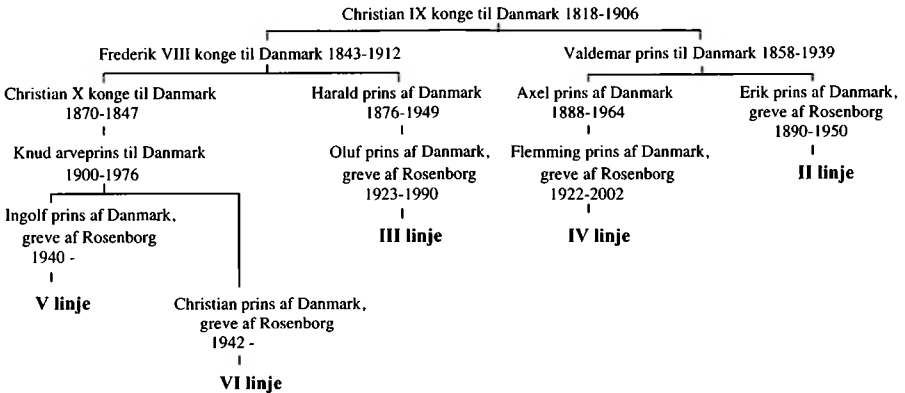 Christian IX konge til Danmark 1818-1906
Frederik VIII konge til Danmark 1843-1912
Valdemar prins til Danmark 1858-1939
Christian X konge til Danmark
1870-1847
Harald prins af Danmark
1876-1949
Axel prins af Danmark
1888-1964
Erik prins af Danmark,
greve af Rosenborg
1890-1950
II linje
Knud arveprins til Danmark
1900-1976
Oluf prins af Danmark,
greve af Rosenborg
1923-1990
III linje
Flemming prins af Danmark,
greve af Rosenborg
1922-2002
IV linje
Ingolf prins af Danmark,
greve af Rosenborg
1940 -
V linje
Christian prins af Danmark,
greve af Rosenborg
1942 -
VI linje